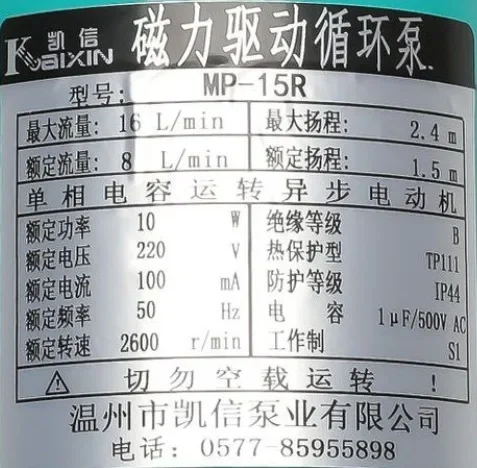 凯信 磁力驱动循环泵
KaiXIN
型号: MP-15R
最大流量: 16 L/min 最大扬程: 2.4 m
额定流量: 8 L/min 额定扬程: 1.5 m
单相电容运转异步电动机
额定功率 10 W 绝缘等级 B
额定电压 220 V 热保护型 TP111
额定电流 100 mA 防护等级 IP44
额定频率 50 Hz 电容 1μF/500V AC
额定转速 2600 r/min 工作制 S1
切勿空载运转!
温州市凯信泵业有限公司
电话: 0577-85955898